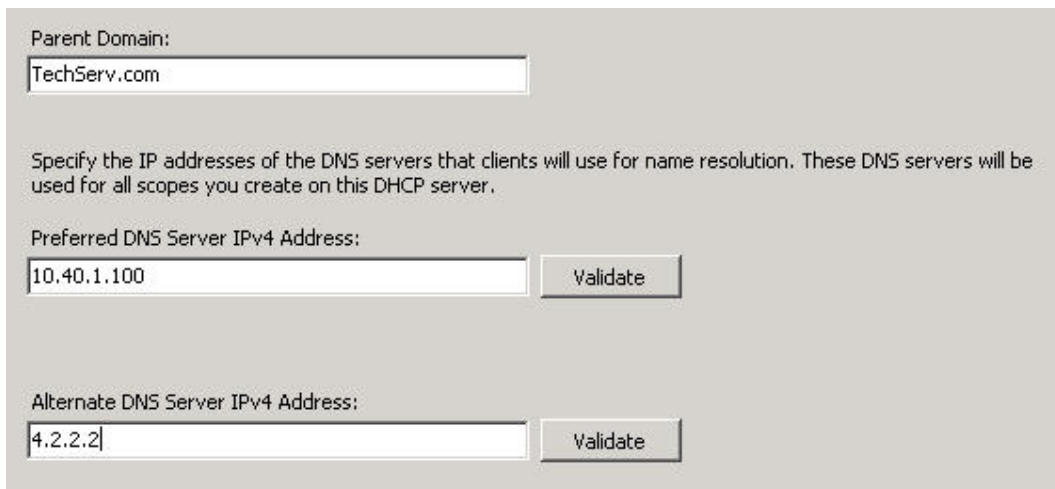 Parent Domain:
TechServ.com
Specify the IP addresses of the DNS servers that clients will use for name resolution. These DNS servers will be
used for all scopes you create on this DHCP server.
Preferred DNS Server IPv4 Address:
10.40.1.100
Validate
Alternate DNS Server IPv4 Address:
4.2.2.2
Validate